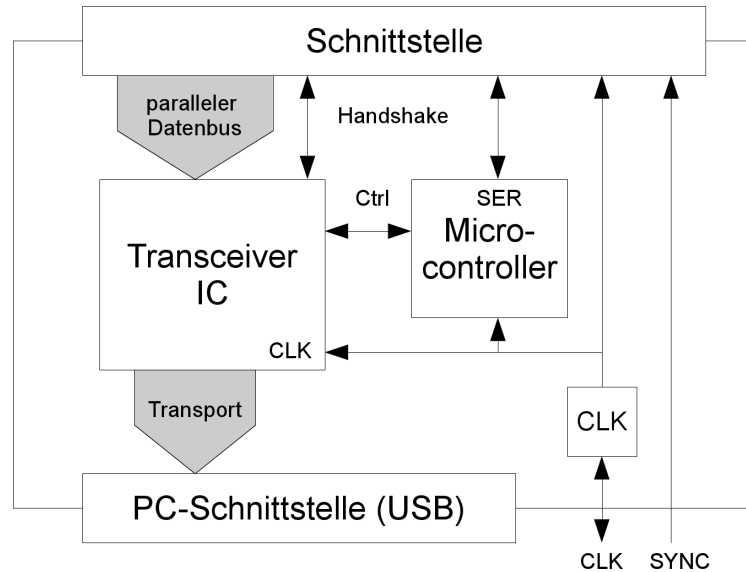 Schnittstelle
paralleler
Datenbus
Handshake
Ctrl
SER
Micro-
controller
Transceiver
IC
CLK
Transport
CLK
PC-Schnittstelle (USB)
CLK
SYNC